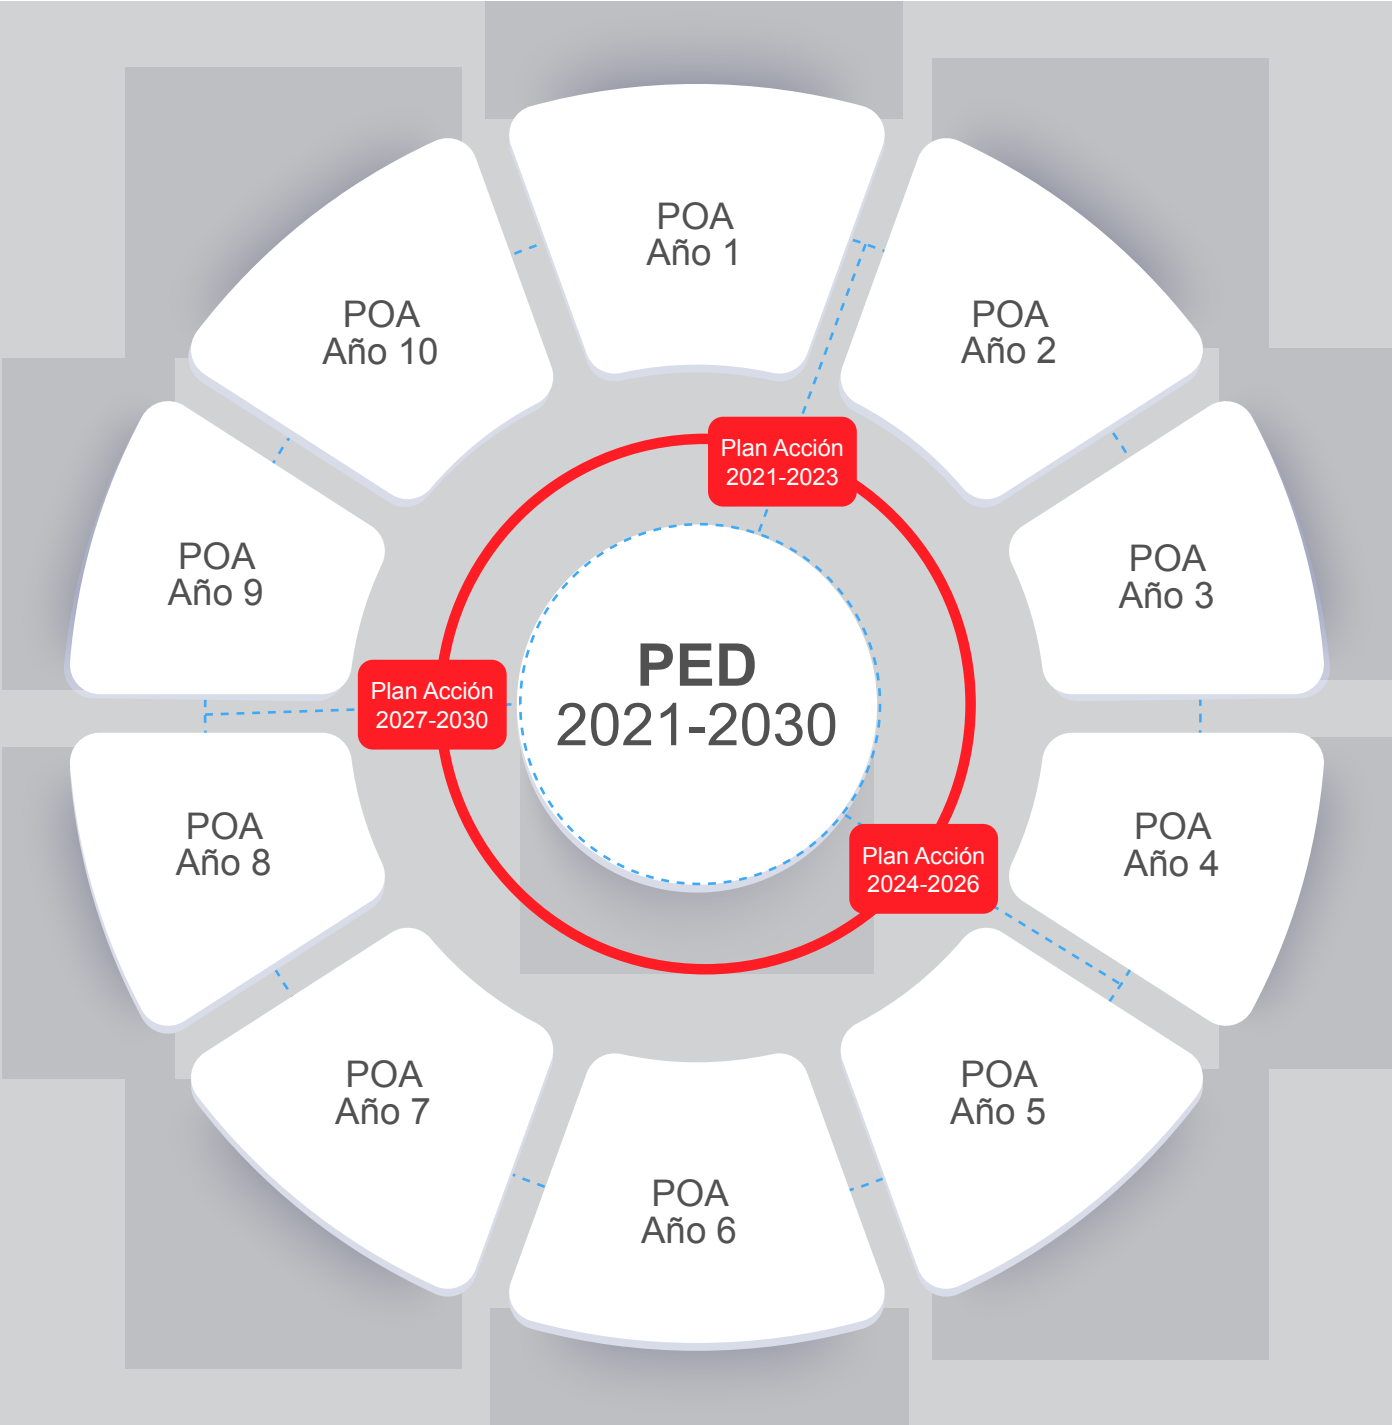 POA
Año 1
POA
Año 2
POA
Año 3
POA
Año 4
POA
Año 5
POA
Año 6
POA
Año 7
POA
Año 8
POA
Año 9
POA
Año 10
Plan Acción
2021-2023
Plan Acción
2024-2026
Plan Acción
2027-2030
PED
2021-2030